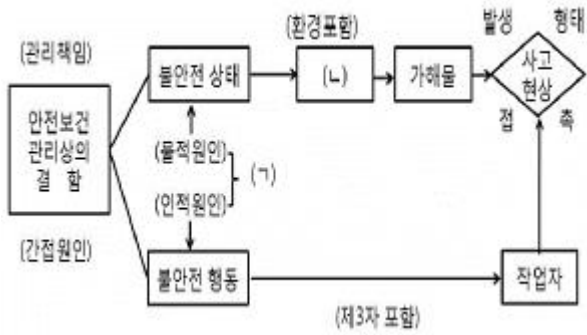 (환경포함)
발생 형태
(관리책임)
불안전 상태
(ㄴ)
가해물
사고
현상
안전보건
관리상의
결 함
접 촉
(물적원인)
(ㄱ)
(인적원인)
(간접원인)
불안전 행동
작업자
(제3자 포함)